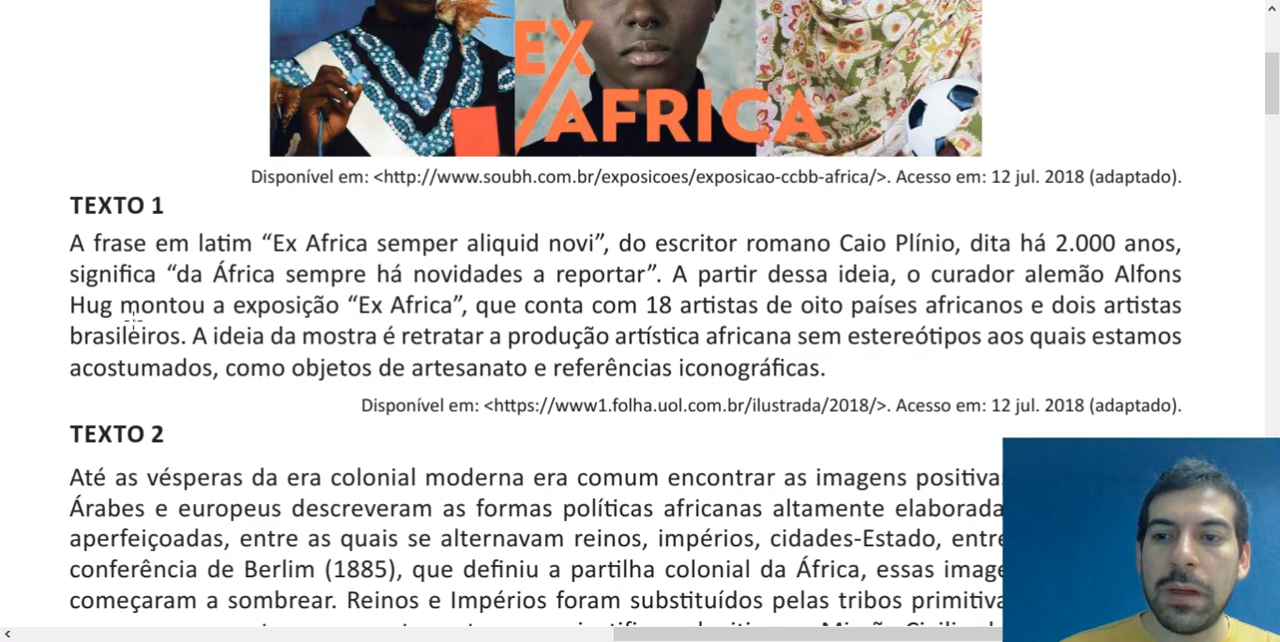 EX
AFRICA
Disponível em: <http://www.soubh.com.br/exposicoes/exposicao-ccbb-africa/>. Acesso em: 12 jul. 2018 (adaptado).
TEXTO 1
A frase em latim “Ex Africa semper aliquid novi”, do escritor romano Caio Plínio, dita há 2.000 anos,
significa “da África sempre há novidades a reportar”. A partir dessa ideia, o curador alemão Alfons
Hug montou a exposição “Ex Africa”, que conta com 18 artistas de oito países africanos e dois artistas
brasileiros. A ideia da mostra é retratar a produção artística africana sem estereótipos aos quais estamos
acostumados, como objetos de artesanato e referências iconográficas.
Disponível em: <https://www1.folha.uol.com.br/ilustrada/2018/>. Acesso em: 12 jul. 2018 (adaptado).
TEXTO 2
Até as vésperas da era colonial moderna era comum encontrar as imagens positiva
Árabes e europeus descreveram as formas políticas africanas altamente elaborada
aperfeiçoadas, entre as quais se alternavam reinos, impérios, cidades-Estado, entre
conferência de Berlim (1885), que definiu a partilha colonial da África, essas image
começaram a sombrear. Reinos e Impérios foram substituídos pelas tribos primitiva